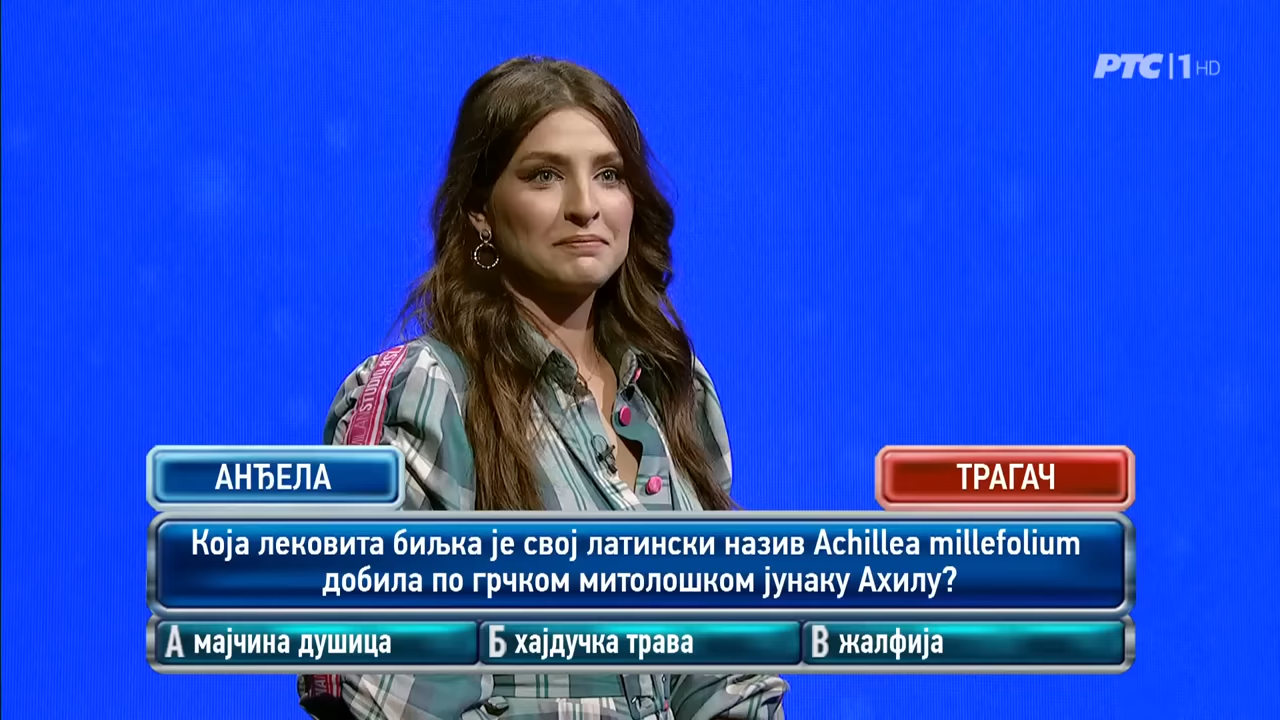 РТС|1 HD
STUDIO
АНЂЕЛА
ТРАГАЧ
Која лековита биљка је свој латински назив Achillea millefolium
добила по грчком митолошком јунаку Ахилу?
А мајчина душица
Б хајдучка трава
В жалфија